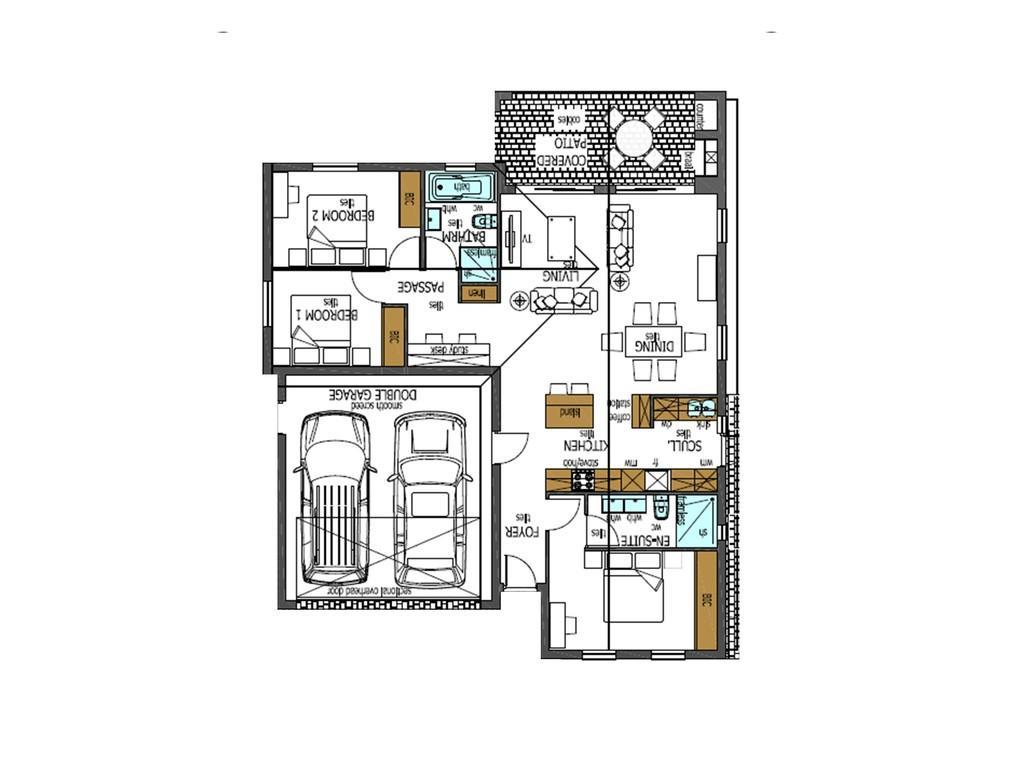 counter
cobles
COVERED
PATIO
braai
BIC
bath
wc
whb
tiles
BATHRM
BEDROOM 2
tiles
TV
frameless
sh
tiles
LIVING
linen
PASSAGE
tiles
BEDROOM 1
tiles
BIC
study desk
DINING
tiles
DOUBLE GARAGE
smooth screed
Island
tiles
KITCHEN
coffee
station
sink
dw
tiles
SCULL.
stove/hob
mw
fr
wm
FOYER
tiles
tiles
whb
whb
wc
EN-SUITE
frameless
sh
sectional overhead door
BIC